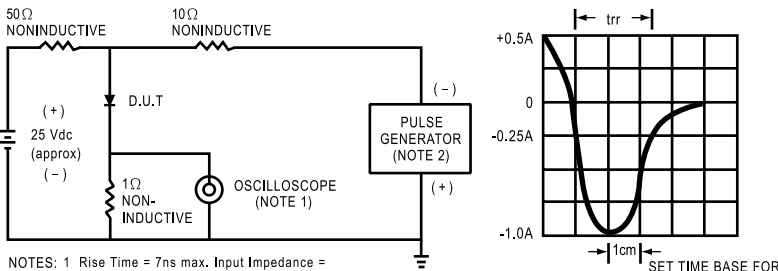 50Ω
NONINDUCTIVE
10Ω
NONINDUCTIVE
(+)
25 Vdc
(approx)
(-)
D.U.T
1Ω
NON-
INDUCTIVE
OSCILLOSCOPE
(NOTE 1)
(-)
PULSE
GENERATOR
(NOTE 2)
(+)
trr
+0.5A
0
-0.25A
-1.0A
1cm
SET TIME BASE FOR
NOTES: 1 Rise Time = 7ns max. Input Impedance =